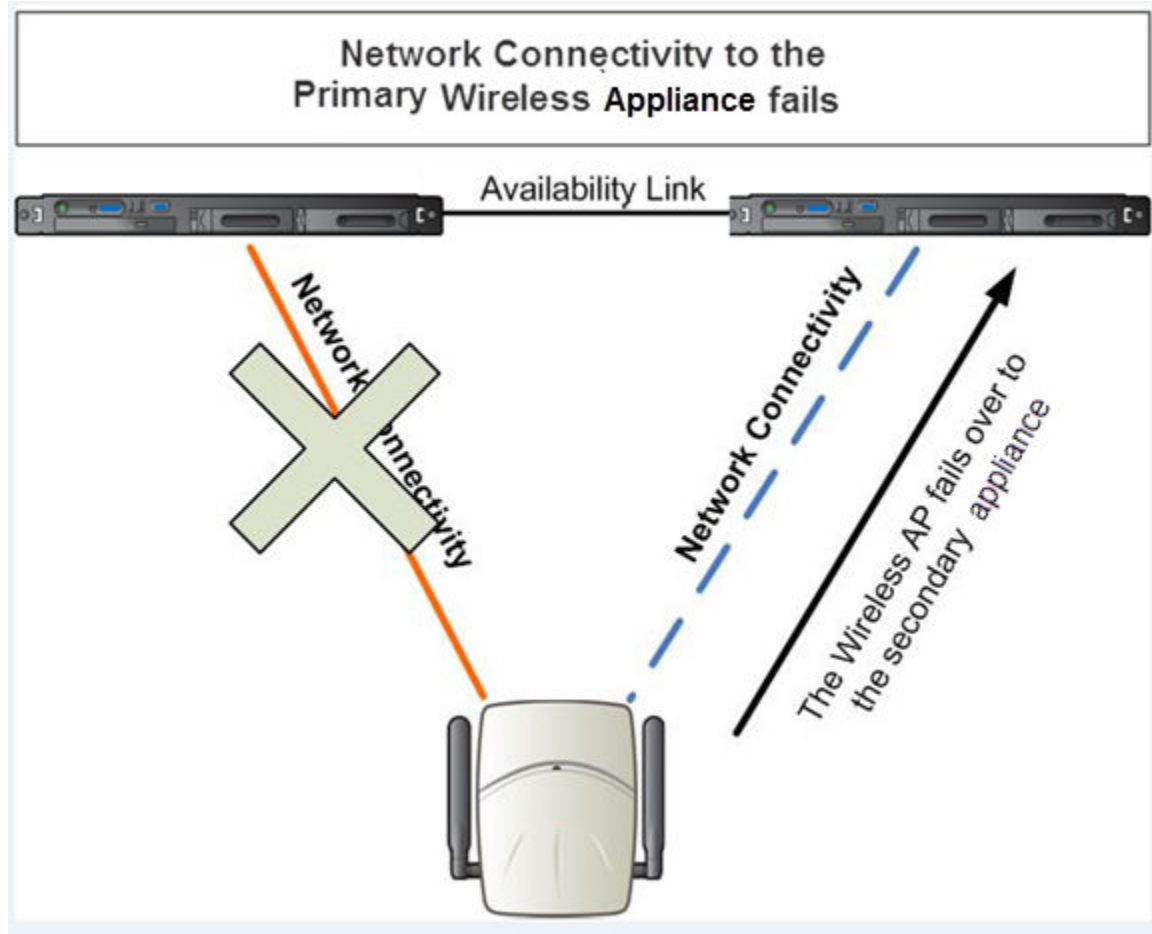 Network Connectivity to the
Primary Wireless Appliance fails
Availability Link
Network Connectivity
Network Connectivity
The Wireless AP fails over to
the secondary appliance